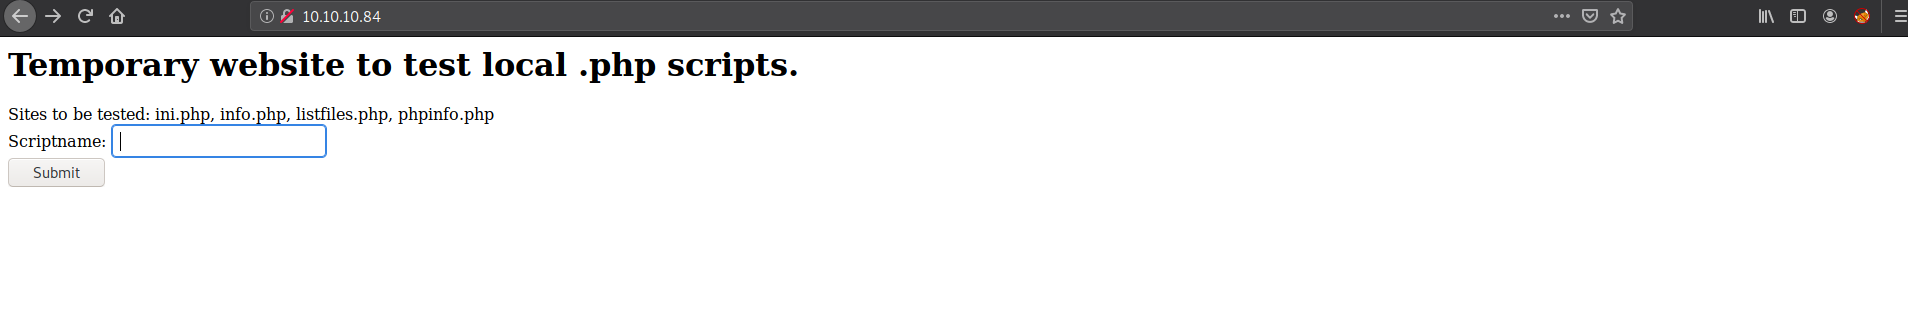 10.10.10.84
Temporary website to test local .php scripts.
Sites to be tested: ini.php, info.php, listfiles.php, phpinfo.php
Scriptname:
Submit